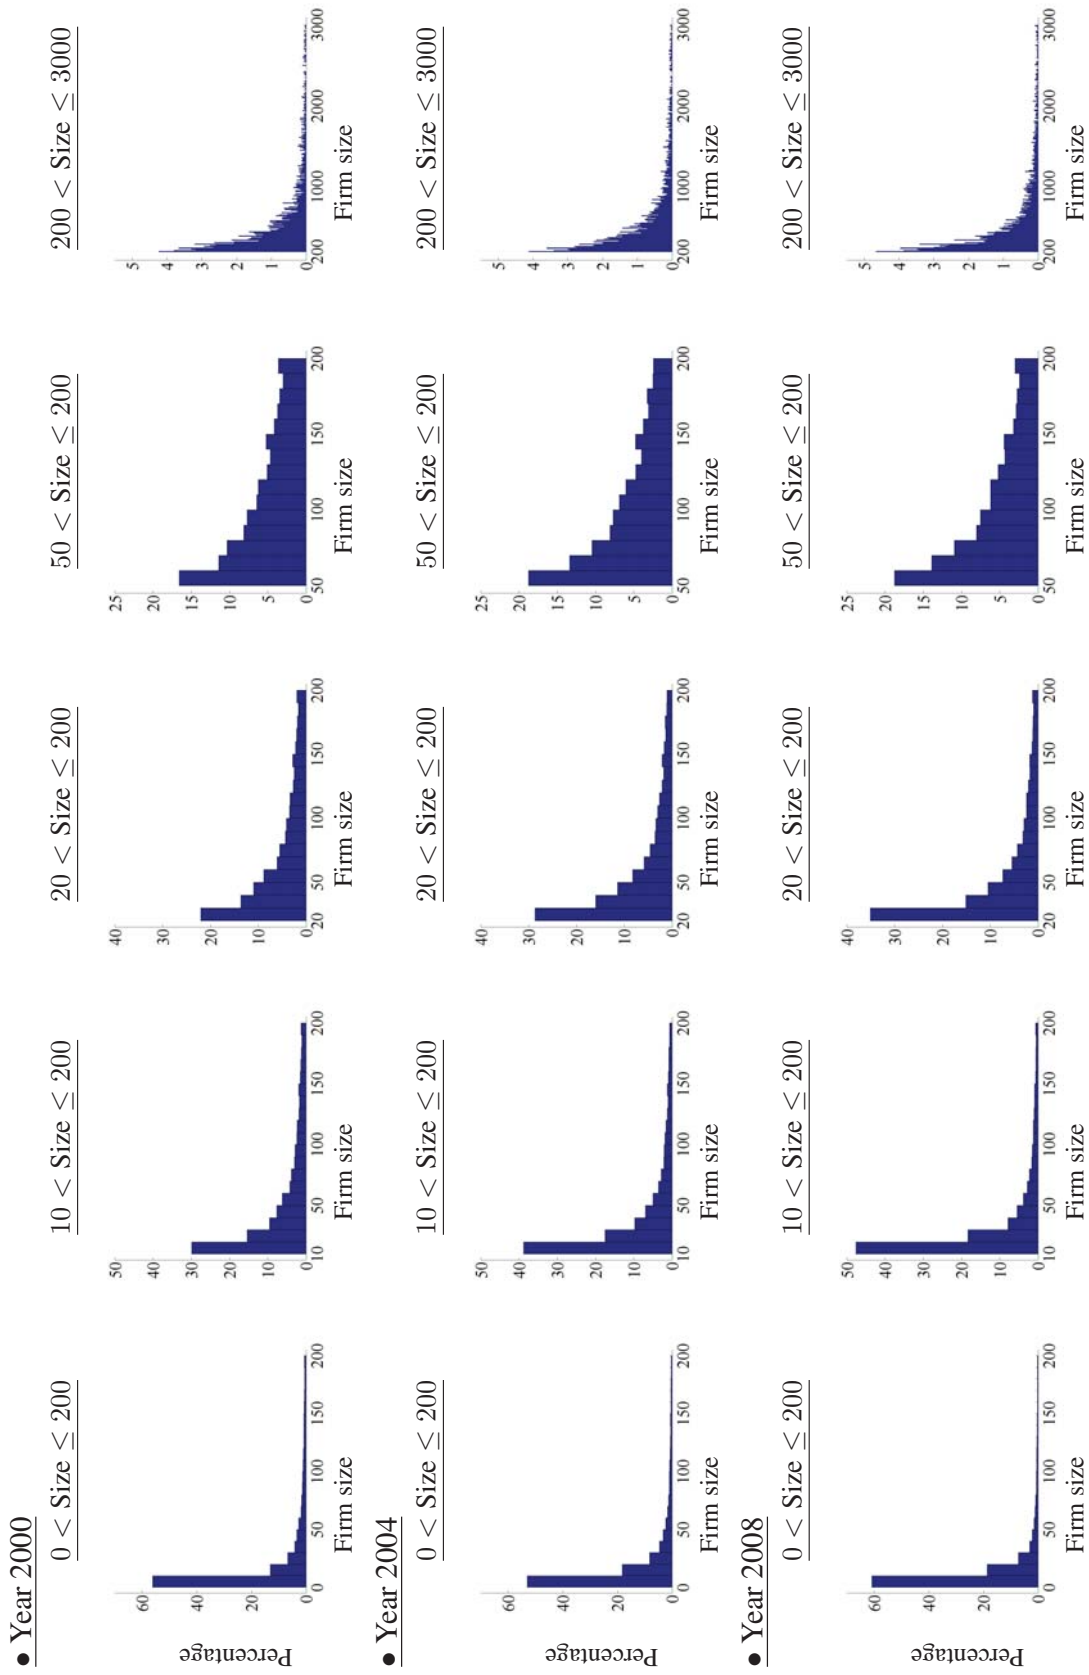 • Year 2000
0 < Size ≤ 200
Percentage
60
40
20
0
0 50 100 150 200
Firm size
10 < Size ≤ 200
50
40
30
20
10
0
10 50 100 150 200
Firm size
20 < Size ≤ 200
40
30
20
10
0
20 50 100 150 200
Firm size
50 < Size ≤ 200
25
20
15
10
5
0
50 100 150 200
Firm size
200 < Size ≤ 3000
5
4
3
2
1
0
200 1000 2000 3000
Firm size
• Year 2004
0 < Size ≤ 200
Percentage
60
40
20
0
0 50 100 150 200
Firm size
10 < Size ≤ 200
50
40
30
20
10
0
10 50 100 150 200
Firm size
20 < Size ≤ 200
40
30
20
10
0
20 50 100 150 200
Firm size
50 < Size ≤ 200
25
20
15
10
5
0
50 100 150 200
Firm size
200 < Size ≤ 3000
5
4
3
2
1
0
200 1000 2000 3000
Firm size
• Year 2008
0 < Size ≤ 200
Percentage
60
40
20
0
0 50 100 150 200
Firm size
10 < Size ≤ 200
50
40
30
20
10
0
10 50 100 150 200
Firm size
20 < Size ≤ 200
40
30
20
10
0
20 50 100 150 200
Firm size
50 < Size ≤ 200
25
20
15
10
5
0
50 100 150 200
Firm size
200 < Size ≤ 3000
5
4
3
2
1
0
200 1000 2000 3000
Firm size